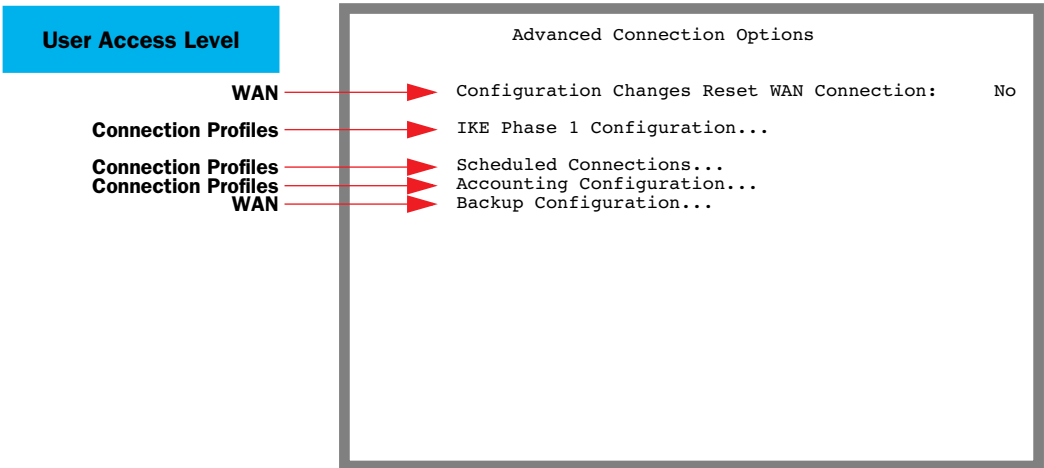 User Access Level
Advanced Connection Options
WAN Configuration Changes Reset WAN Connection: No
Connection Profiles IKE Phase 1 Configuration...
Connection Profiles Scheduled Connections...
Connection Profiles Accounting Configuration...
WAN Backup Configuration...